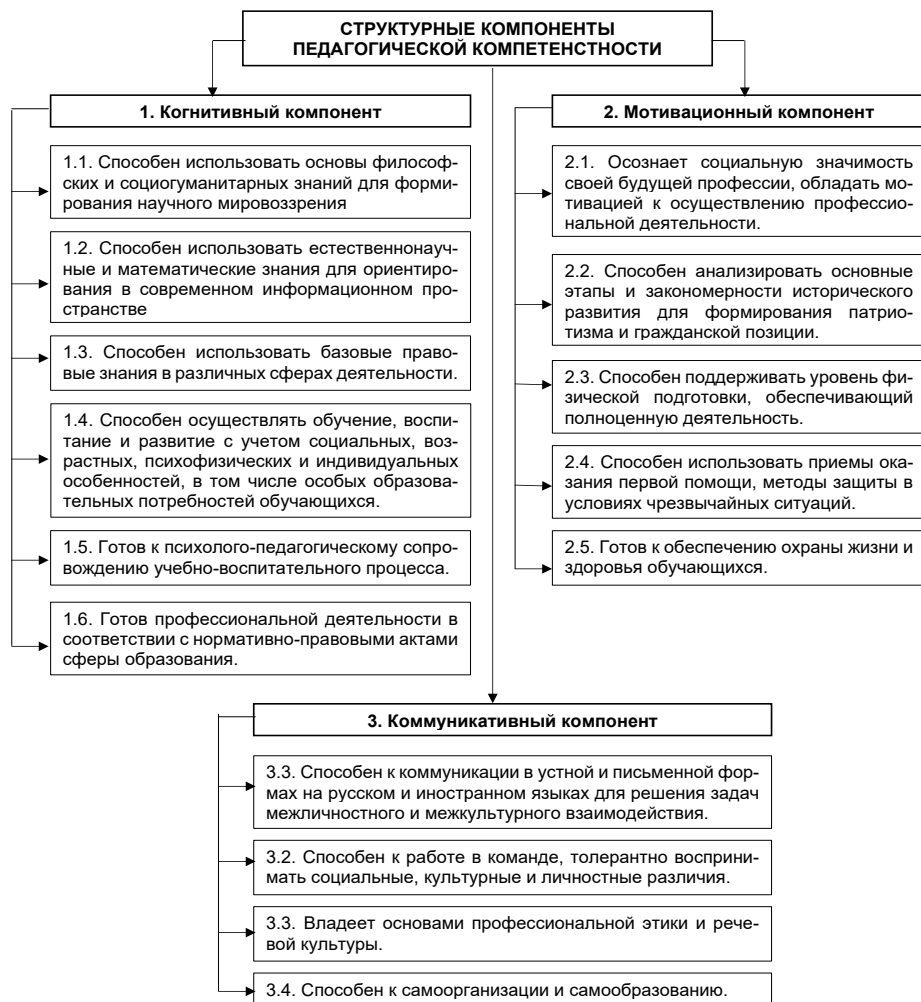 СТРУКТУРНЫЕ КОМПОНЕНТЫ
ПЕДАГОГИЧЕСКОЙ КОМПЕТЕНСТНОСТИ
1. Когнитивный компонент
1.1. Способен использовать основы философ-
ских и социогуманитарных знаний для форми-
рования научного мировоззрения
1.2. Способен использовать естественнонауч-
ные и математические знания для ориентиро-
вания в современном информационном про-
странстве
1.3. Способен использовать базовые право-
вые знания в различных сферах деятельности.
1.4. Способен осуществлять обучение, воспи-
тание и развитие с учетом социальных, воз-
растных, психофизических и индивидуальных
особенностей, в том числе особых образова-
тельных потребностей обучающихся.
1.5. Готов к психолого-педагогическому сопро-
вождению учебно-воспитательного процесса.
1.6. Готов профессиональной деятельности в
соответствии с нормативно-правовыми актами
сферы образования.
2. Мотивационный компонент
2.1. Осознает социальную значимость
своей будущей профессии, обладать мо-
тивацией к осуществлению профессио-
нальной деятельности.
2.2. Способен анализировать основные
этапы и закономерности исторического
развития для формирования патрио-
тизма и гражданской позиции.
2.3. Способен поддерживать уровень фи-
зической подготовки, обеспечивающий
полноценную деятельность.
2.4. Способен использовать приемы ока-
зания первой помощи, методы защиты в
условиях чрезвычайных ситуаций.
2.5. Готов к обеспечению охраны жизни и
здоровья обучающихся.
3. Коммуникативный компонент
3.3. Способен к коммуникации в устной и письменной фор-
мах на русском и иностранном языках для решения задач
межличностного и межкультурного взаимодействия.
3.2. Способен к работе в команде, толерантно восприни-
мать социальные, культурные и личностные различия.
3.3. Владеет основами профессиональной этики и рече-
вой культуры.
3.4. Способен к самоорганизации и самообразованию.